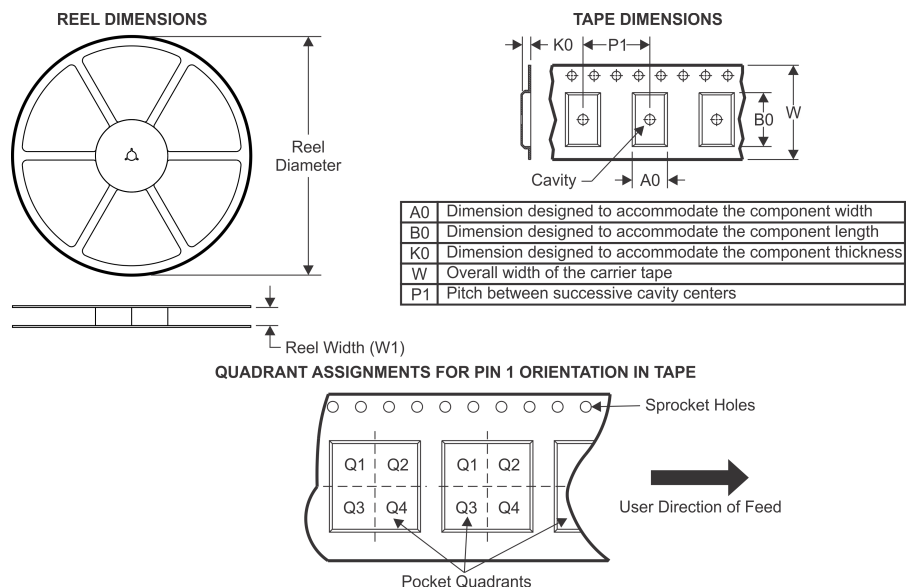 REEL DIMENSIONS
Reel
Diameter
Reel Width (W1)
TAPE DIMENSIONS
K0
P1
B0
W
Cavity
A0
A0 Dimension designed to accommodate the component width
B0 Dimension designed to accommodate the component length
K0 Dimension designed to accommodate the component thickness
W Overall width of the carrier tape
P1 Pitch between successive cavity centers
QUADRANT ASSIGNMENTS FOR PIN 1 ORIENTATION IN TAPE
Sprocket Holes
Q1 Q2 Q1 Q2
Q3 Q4 Q3 Q4
User Direction of Feed
Pocket Quadrants